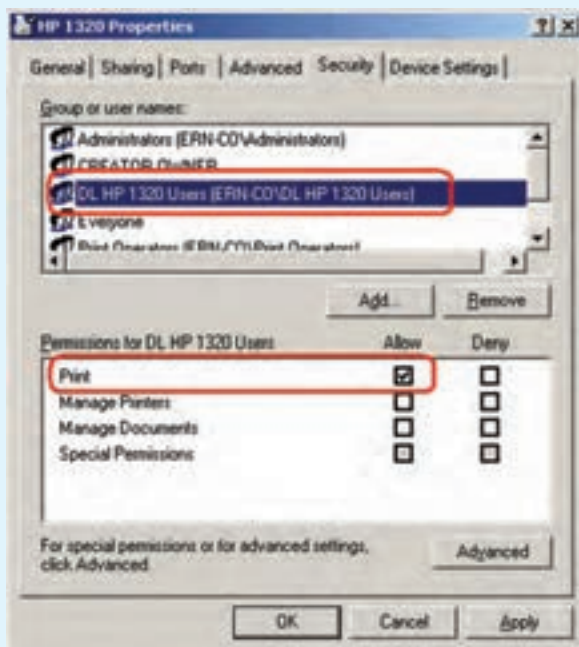 HP 1320 Properties
General Sharing Ports Advanced Security Device Settings
Group or user names:
Administrators (ERN-CO\Administrators)
CREATOR OWNER
DL HP 1320 Users (ERN-CO\DL HP 1320 Users)
Everyone
Print Operators (ERN-CO\Print Operators)
Add... Remove
Permissions for DL HP 1320 Users Allow Deny
Print
Manage Printers
Manage Documents
Special Permissions
For special permissions or for advanced settings,
click Advanced.
Advanced
OK Cancel Apply